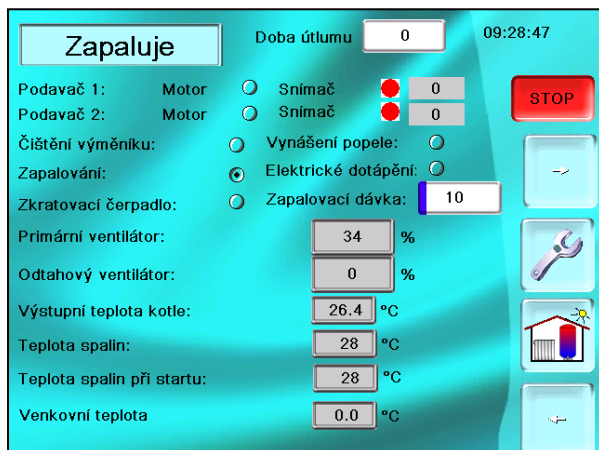 Zapaluje Doba útlumu 0 09:28:47
Podavač 1: Motor Snímač 0
Podavač 2: Motor Snímač 0
STOP
Čištění výměníku: Vynášení popele:
Zapalování: Elektrické dotápění:
Zkratovací čerpadlo: Zapalovací dávka: 10
Primární ventilátor: 34 %
Odtahový ventilátor: 0 %
Výstupní teplota kotle: 26.4 °C
Teplota spalin: 28 °C
Teplota spalin při startu: 28 °C
Venkovní teplota 0.0 °C